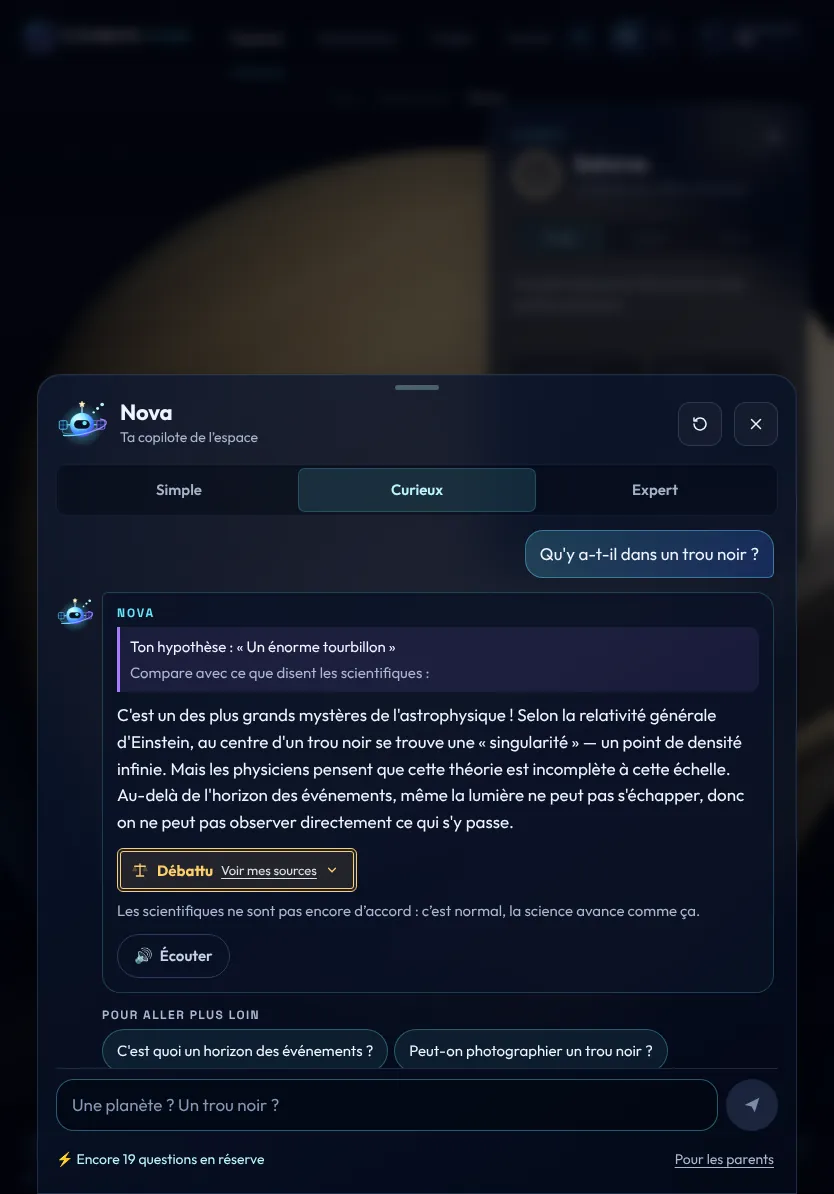 Nova
Ta copilote de l'espace
Simple
Curieux
Expert
Qu'y a-t-il dans un trou noir ?
NOVA
Ton hypothèse : « Un énorme tourbillon »
Compare avec ce que disent les scientifiques :
C'est un des plus grands mystères de l'astrophysique ! Selon la relativité générale
d'Einstein, au centre d'un trou noir se trouve une « singularité » — un point de densité
infinie. Mais les physiciens pensent que cette théorie est incomplète à cette échelle.
Au-delà de l'horizon des événements, même la lumière ne peut pas s'échapper, donc
on ne peut pas observer directement ce qui s'y passe.
Débattu Voir mes sources
Les scientifiques ne sont pas encore d’accord : c’est normal, la science avance comme ça.
Écouter
POUR ALLER PLUS LOIN
C'est quoi un horizon des événements ?
Peut-on photographier un trou noir ?
Une planète ? Un trou noir ?
⚡ Encore 19 questions en réserve
Pour les parents